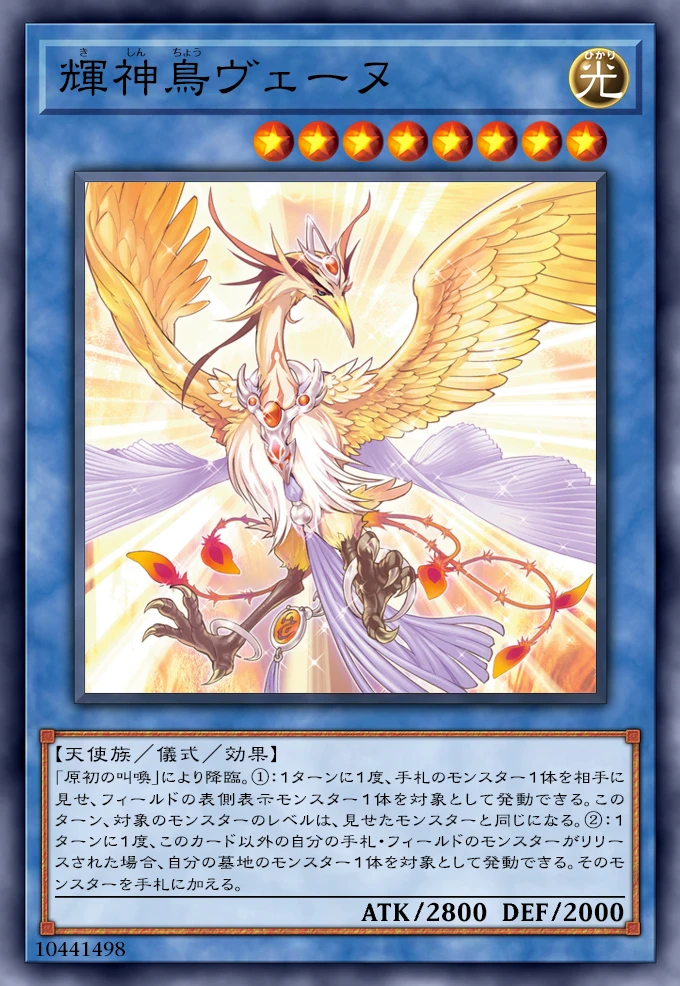 き しん ちょう
輝神鳥ヴェーヌ
ひかり
光
【天使族／儀式／効果】
「原初の叫喚」により降臨。①：１ターンに１度、手札のモンスター１体を相手に
見せ、フィールドの表側表示モンスター１体を対象として発動できる。この
ターン、対象のモンスターのレベルは、見せたモンスターと同じになる。②：１
ターンに１度、このカード以外の自分の手札・フィールドのモンスターがリリ
ースされた場合、自分の墓地のモンスター１体を対象として発動できる。そのモ
ンスターを手札に加える。
ATK/2800 DEF/2000
10441498